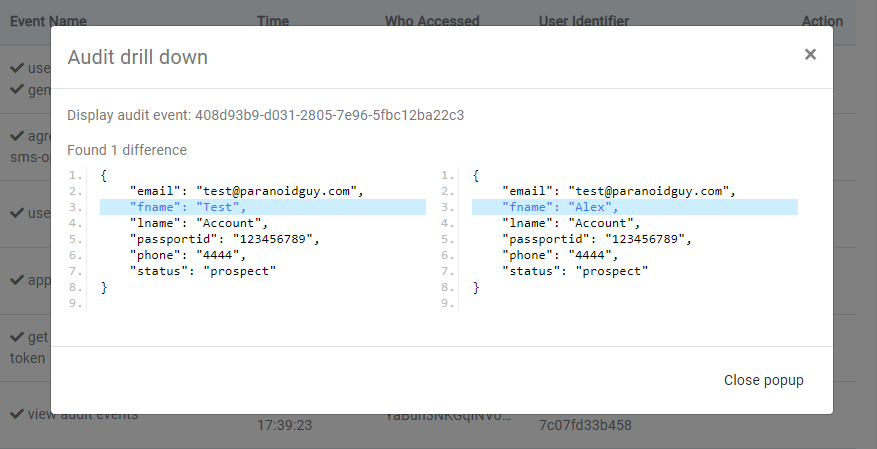 Event Name Time Who Accessed User Identifier Action
Audit drill down ×
Display audit event: 408d93b9-d031-2805-7e96-5fbc12ba22c3
Found 1 difference
1. { 1. {
2. "email": "test@paranoidguy.com", 2. "email": "test@paranoidguy.com",
3. "fname": "Test", 3. "fname": "Alex",
4. "lname": "Account", 4. "lname": "Account",
5. "passportid": "123456789", 5. "passportid": "123456789",
6. "phone": "4444", 6. "phone": "4444",
7. "status": "prospect" 7. "status": "prospect"
8. } 8. }
9. 9.
use
gen
agre
sms-o
use
app
get
token
Close popup
view audit events
17:39:23 7c07fd33b458